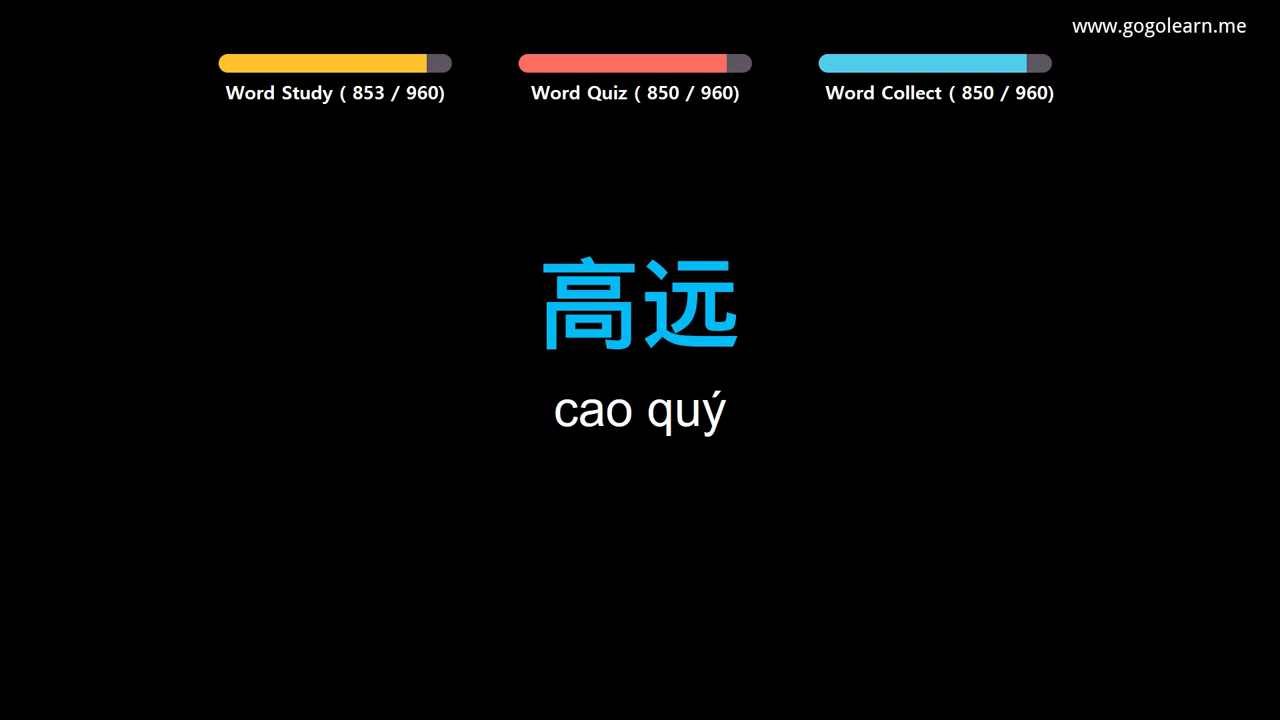 www.gogolearn.me
Word Study ( 853 / 960)
Word Quiz ( 850 / 960)
Word Collect ( 850 / 960)
高远
cao quý